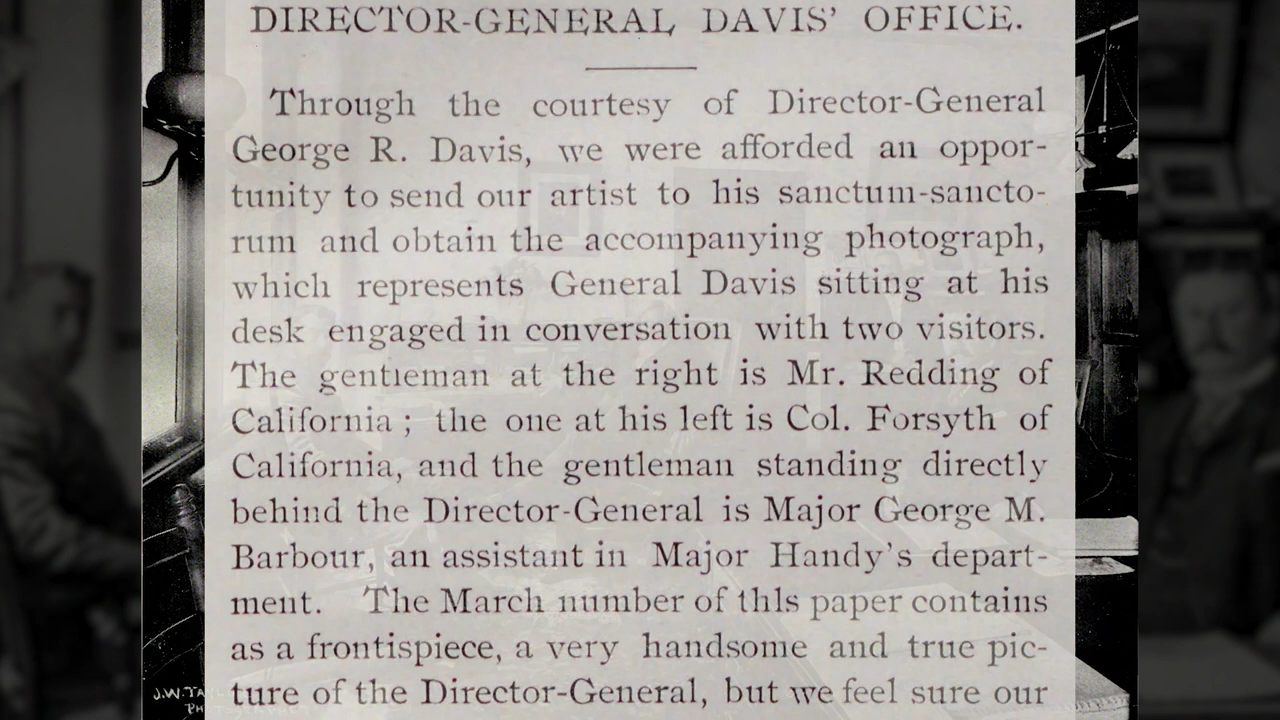 DIRECTOR-GENERAL DAVIS' OFFICE.
Through the courtesy of Director-General
George R. Davis, we were afforded an oppor-
tunity to send our artist to his sanctum-sancto-
rum and obtain the accompanying photograph,
which represents General Davis sitting at his
desk engaged in conversation with two visitors.
The gentleman at the right is Mr. Redding of
California; the one at his left is Col. Forsyth of
California, and the gentleman standing directly
behind the Director-General is Major George M.
Barbour, an assistant in Major Handy's depart-
ment. The March number of thls paper contains
as a frontispiece, a very handsome and true pic-
ture of the Director-General, but we feel sure our
J.W.TA